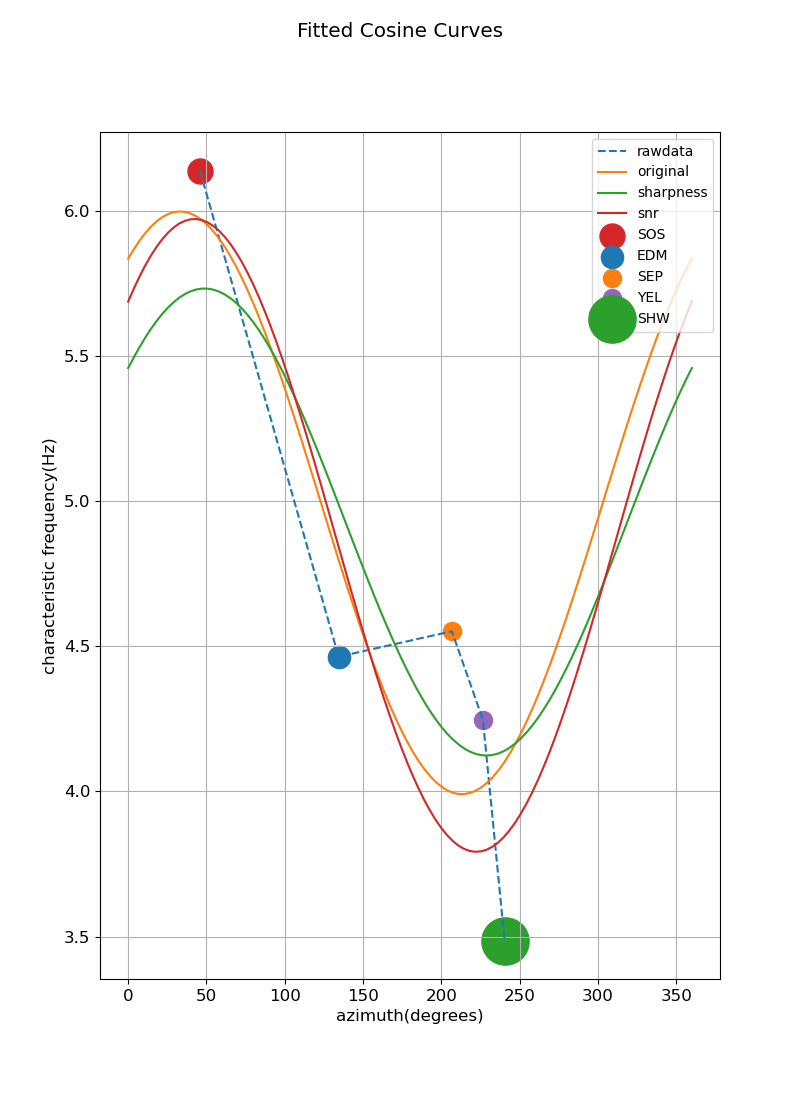 Fitted Cosine Curves
rawdata
original
sharpness
snr
SOS
EDM
SEP
YEL
SHW
characteristic frequency(Hz)
6.0
5.5
5.0
4.5
4.0
3.5
0 50 100 150 200 250 300 350
azimuth(degrees)